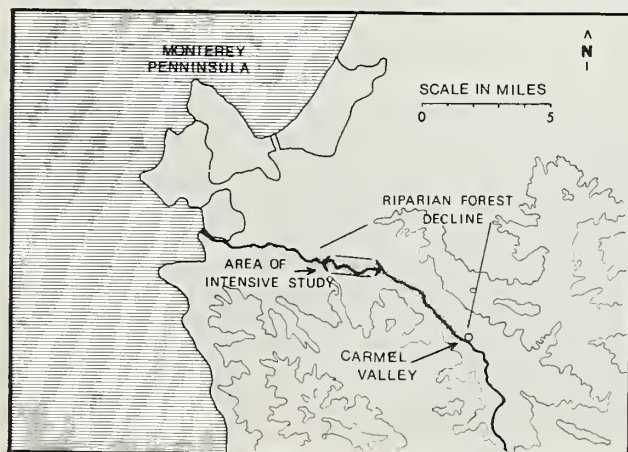 MONTEREY
PENNINSULA
N
SCALE IN MILES
0 5
RIPARIAN FOREST
DECLINE
AREA OF
INTENSIVE STUDY
CARMEL
VALLEY